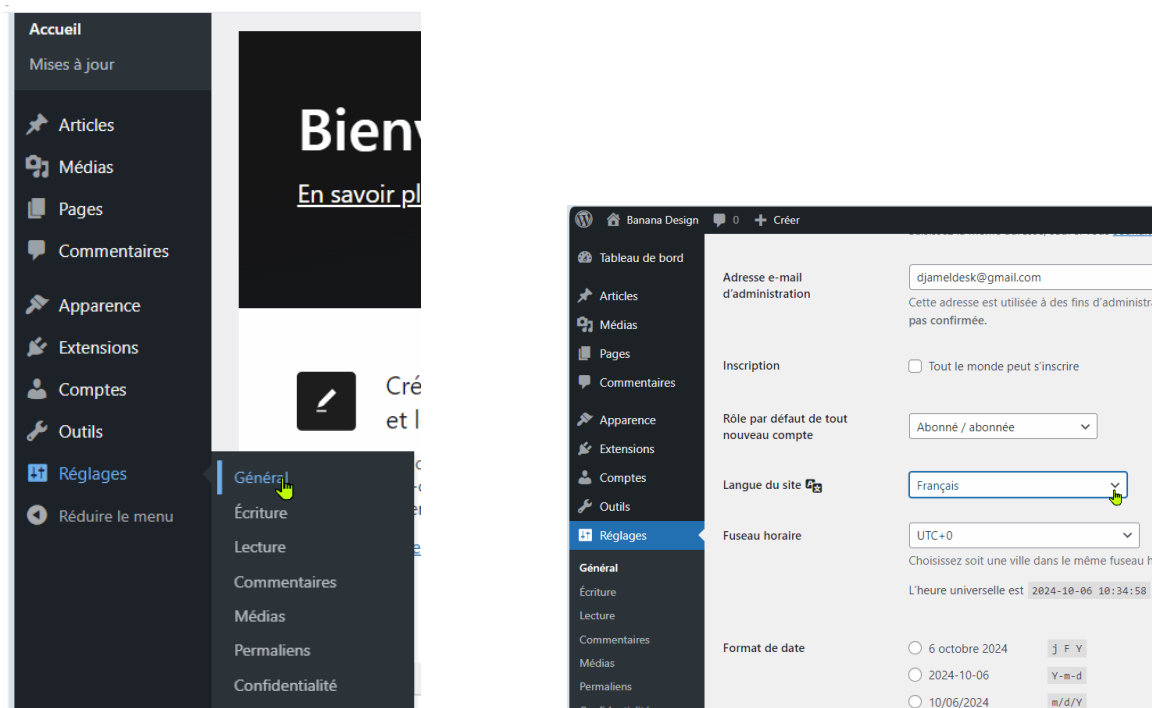 Accueil
Mises à jour
Articles
Médias
Pages
Commentaires
Apparence
Extensions
Comptes
Outils
Réglages
Réduire le menu
Général
Écriture
Lecture
Commentaires
Médias
Permaliens
Confidentialité
En savoir
et
Banana Design
0
Créer
Tableau de bord
Articles
Médias
Pages
Commentaires
Apparence
Extensions
Comptes
Outils
Réglages
Général
Écriture
Lecture
Commentaires
Médias
Permaliens
Adresse e-mail
d’administration
djameldesk@gmail.com
Cette adresse est utilisée à des fins
pas confirmée.
Inscription
Tout le monde peut s’inscrire
Rôle par défaut de tout
nouveau compte
Abonné / abonnée
Langue du site
Français
Fuseau horaire
UTC+0
Choisissez soit une ville dans le même fuseau
L’heure universelle est 2024-10-06 10:34:58
Format de date
6 octobre 2024 j F Y
2024-10-06 Y-m-d
10/06/2024 m/d/Y